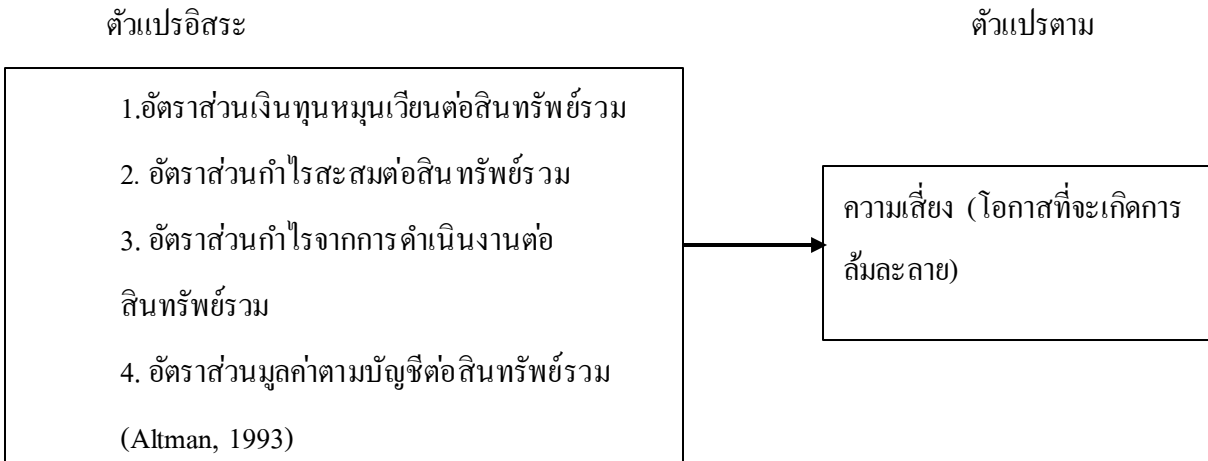 ตัวแปรอิสระ ตัวแปรตาม
1.อัตราส่วนเงินทุนหมุนเวียนต่อสินทรัพย์รวม
2. อัตราส่วนกำไรสะสมต่อสินทรัพย์รวม
3. อัตราส่วนกำไรจากการดำเนินงานต่อ
สินทรัพย์รวม
4. อัตราส่วนมูลค่าตามบัญชีต่อสินทรัพย์รวม
(Altman, 1993)
ความเสี่ยง (โอกาสที่จะเกิดการ
ล้มละลาย)